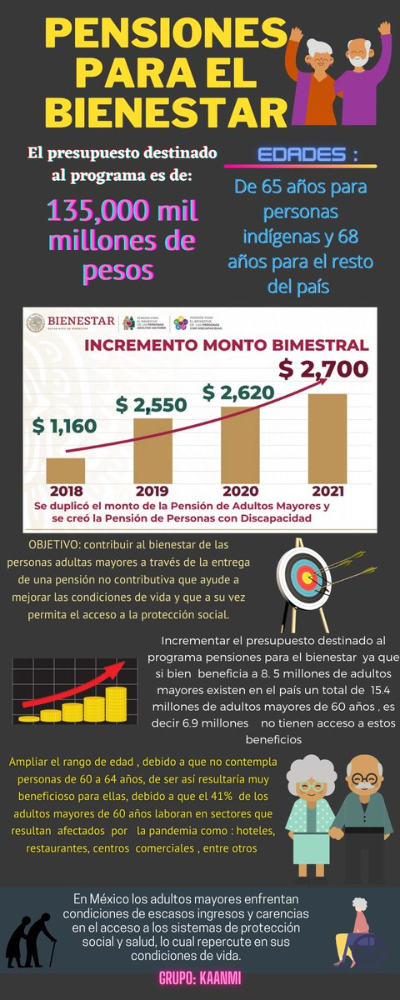 PENSIONES
PARA EL
BIENESTAR
El presupuesto destinado
al programa es de:
135,000 mil
millones de
pesos
EDADES :
De 65 años para
personas
indígenas y 68
años para el resto
del país
BIENESTAR
SECRETARÍA DE BIENESTAR
PENSIÓN PARA
EL BIENESTAR
DE LAS PERSONAS
ADULTAS MAYORES
PENSIÓN PARA
EL BIENESTAR
DE LAS PERSONAS
CON DISCAPACIDAD
INCREMENTO MONTO BIMESTRAL
$ 1,160
$ 2,550
$ 2,620
$ 2,700
2018
2019
2020
2021
Se duplicó el monto de la Pensión de Adultos Mayores y
se creó la Pensión de Personas con Discapacidad
OBJETIVO: contribuir al bienestar de las
personas adultas mayores a través de la entrega
de una pensión no contributiva que ayude a
mejorar las condiciones de vida y que a su vez
permita el acceso a la protección social.
Incrementar el presupuesto destinado al
programa pensiones para el bienestar ya que
si bien beneficia a 8. 5 millones de adultos
mayores existen en el país un total de 15.4
millones de adultos mayores de 60 años , es
decir 6.9 millones no tienen acceso a estos
beneficios
Ampliar el rango de edad , debido a que no contempla
personas de 60 a 64 años, de ser así resultaría muy
beneficioso para ellas, debido a que el 41% de los
adultos mayores de 60 años laboran en sectores que
resultan afectados por la pandemia como : hoteles,
restaurantes, centros comerciales , entre otros
En México los adultos mayores enfrentan
condiciones de escasos ingresos y carencias
en el acceso a los sistemas de protección
social y salud, lo cual repercute en sus
condiciones de vida.
GRUPO: KAANMI